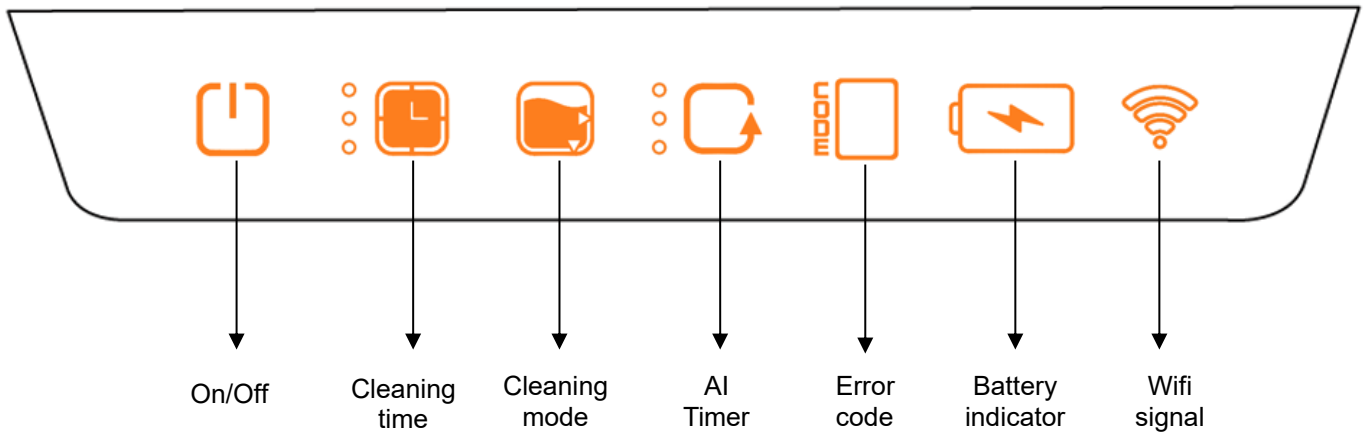 CODE
On/Off
Cleaning
time
Cleaning
mode
AI
Timer
Error
code
Battery
indicator
Wifi
signal